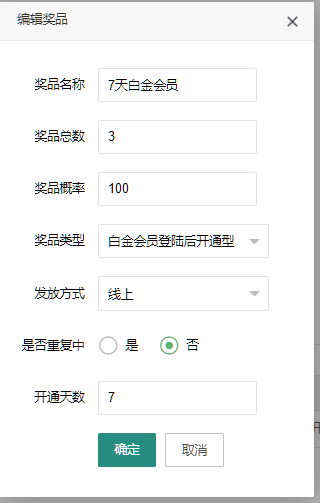 编辑奖品
奖品名称 7天白金会员
奖品总数 3
奖品概率 100
奖品类型 白金会员登陆后开通型
发放方式 线上
是否重复中 是 否
开通天数 7
确定 取消